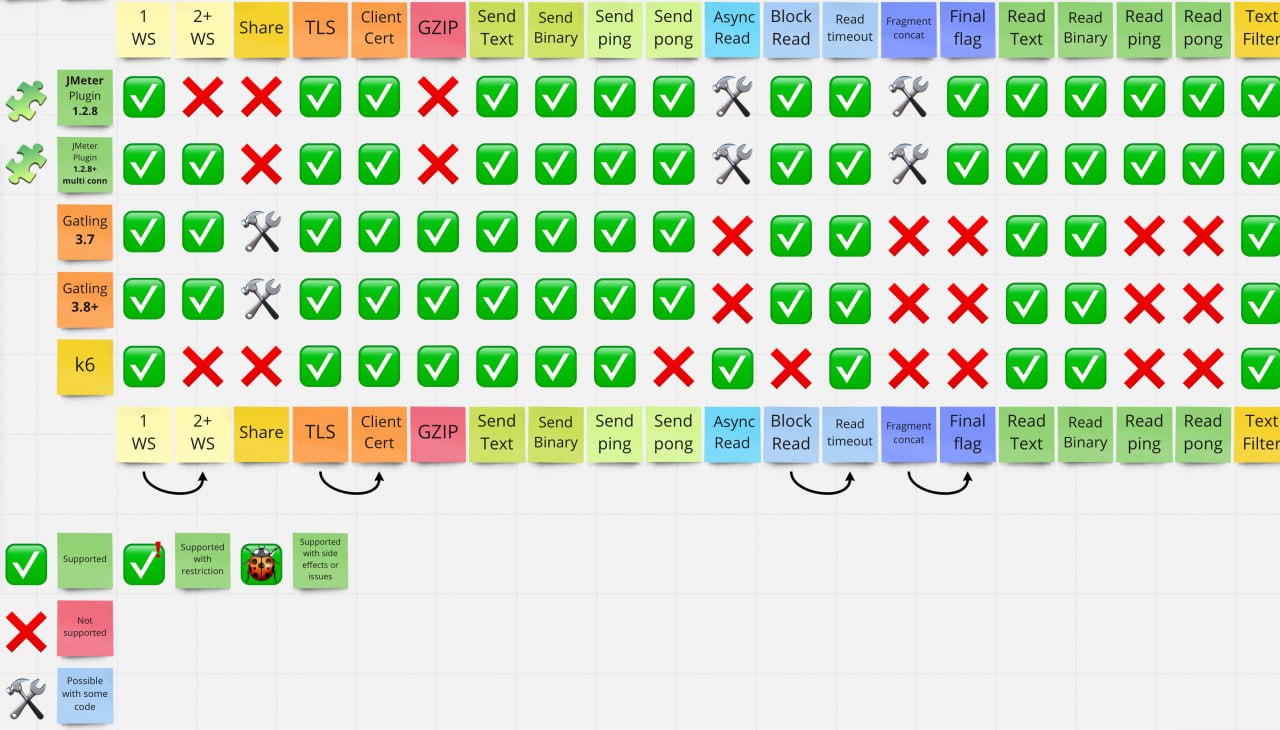 1 WS
2+ WS
Share
TLS
Client Cert
GZIP
Send Text
Send Binary
Send ping
Send pong
Async Read
Block Read
Read timeout
Fragment concat
Final flag
Read Text
Read Binary
Read ping
Read pong
Text Filter
JMeter
Plugin
1.2.8
JMeter
Plugin
1.2.8+
multi conn
Gatling
3.7
Gatling
3.8+
k6
1 WS
2+ WS
Share
TLS
Client Cert
GZIP
Send Text
Send Binary
Send ping
Send pong
Async Read
Block Read
Read timeout
Fragment concat
Final flag
Read Text
Read Binary
Read ping
Read pong
Text Filter
Supported
Supported
with
restriction
Supported
with side
effects or
issues
Not
supported
Possible
with some
code